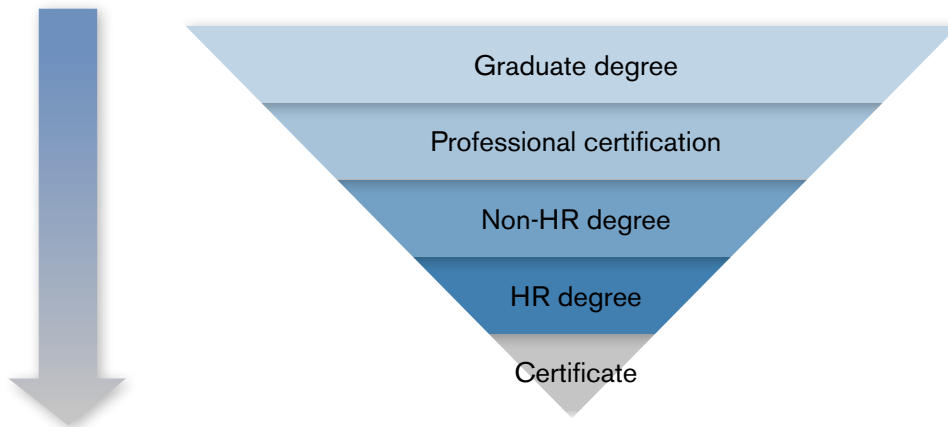 Graduate degree
Professional certification
Non-HR degree
HR degree
Certificate